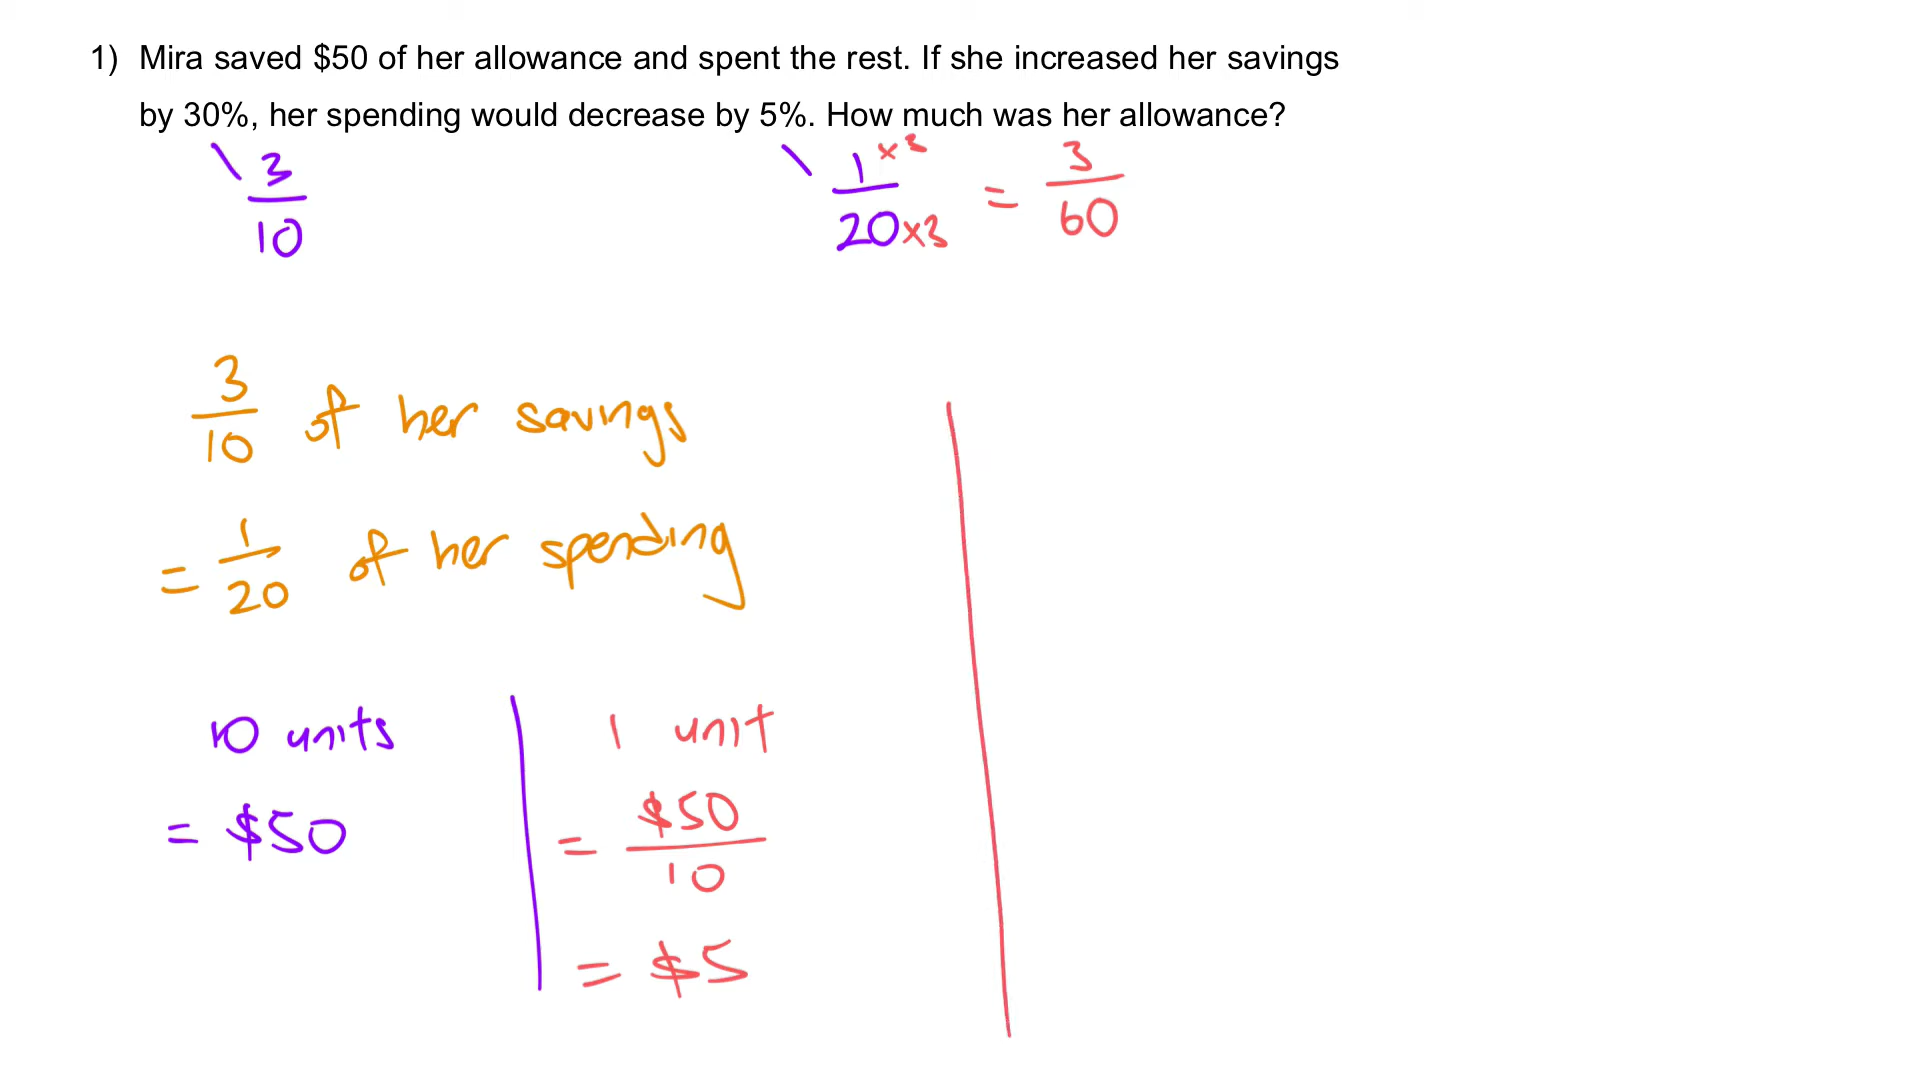 1) Mira saved $50 of her allowance and spent the rest. If she increased her savings
by 30%, her spending would decrease by 5%. How much was her allowance?
\ 3/10
\ 1/20 ×3/×3 = 3/60
3/10 of her savings
= 1/20 of her spending
10 units
= $50
1 unit
= $50/10
= $5